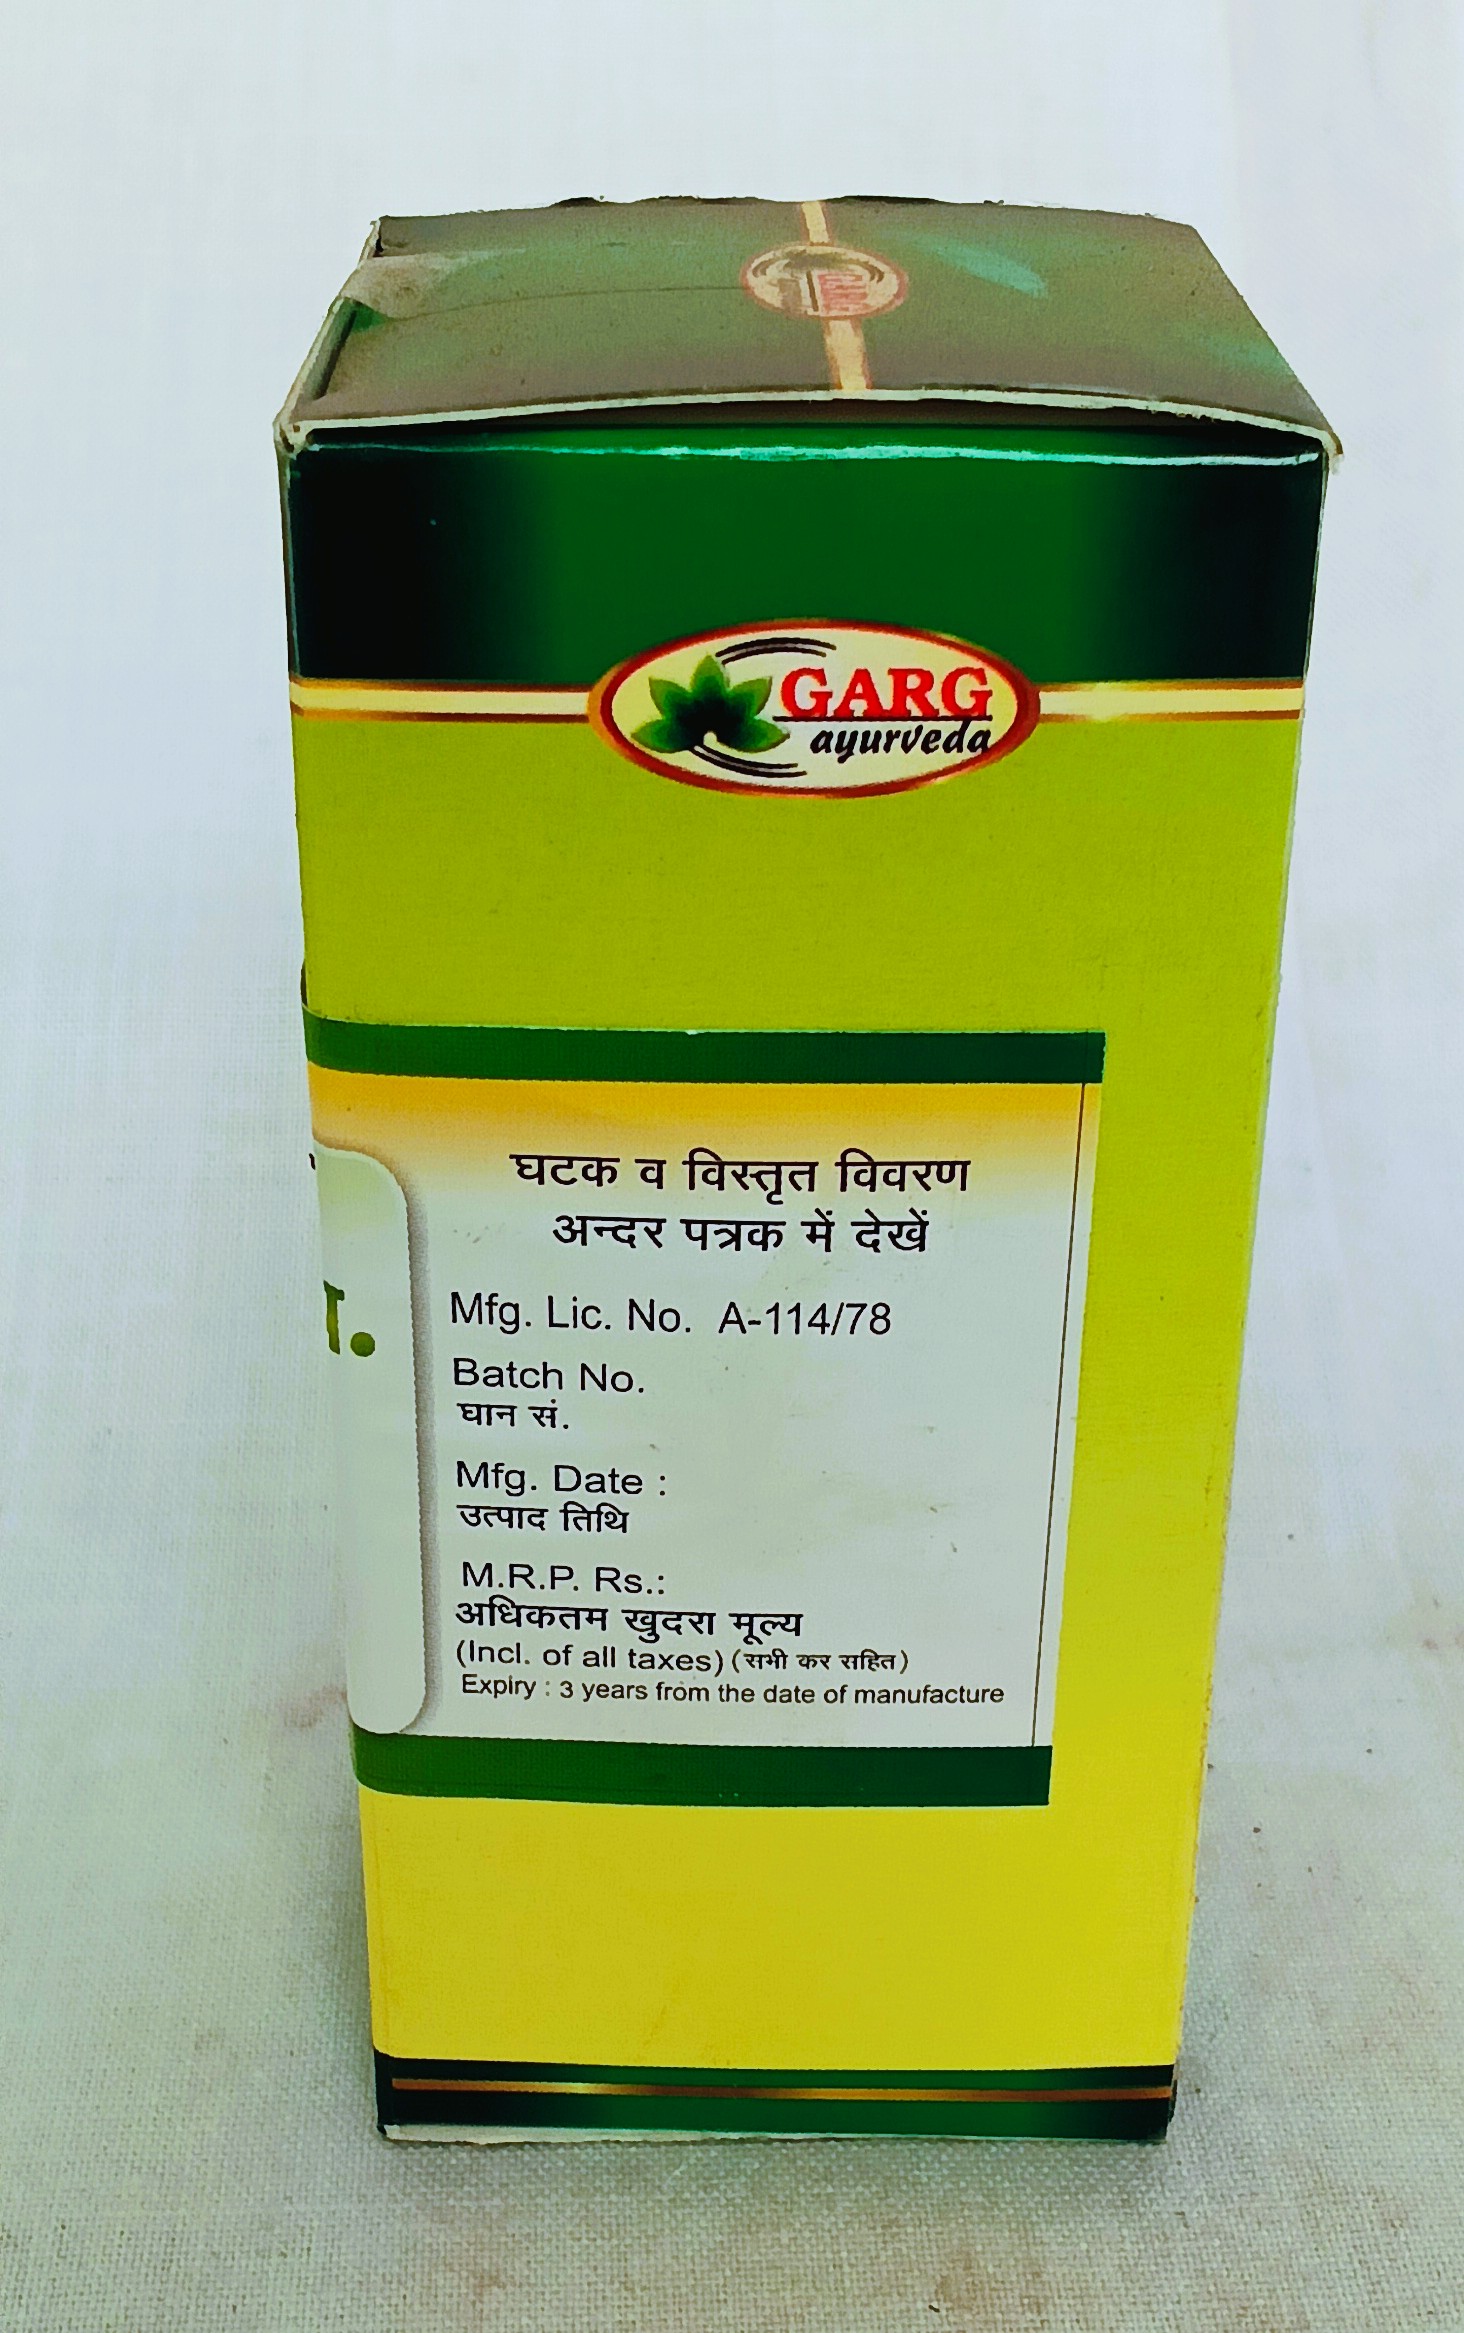 GARG
ayurveda
घटक व विस्तृत विवरण
अन्दर पत्रक में देखें
Mfg. Lic. No. A-114/78
Batch No.
घान सं.
Mfg. Date :
उत्पाद तिथि
M.R.P. Rs.:
अधिकतम खुदरा मूल्य
(Incl. of all taxes) (सभी कर सहित)
Expiry : 3 years from the date of manufacture